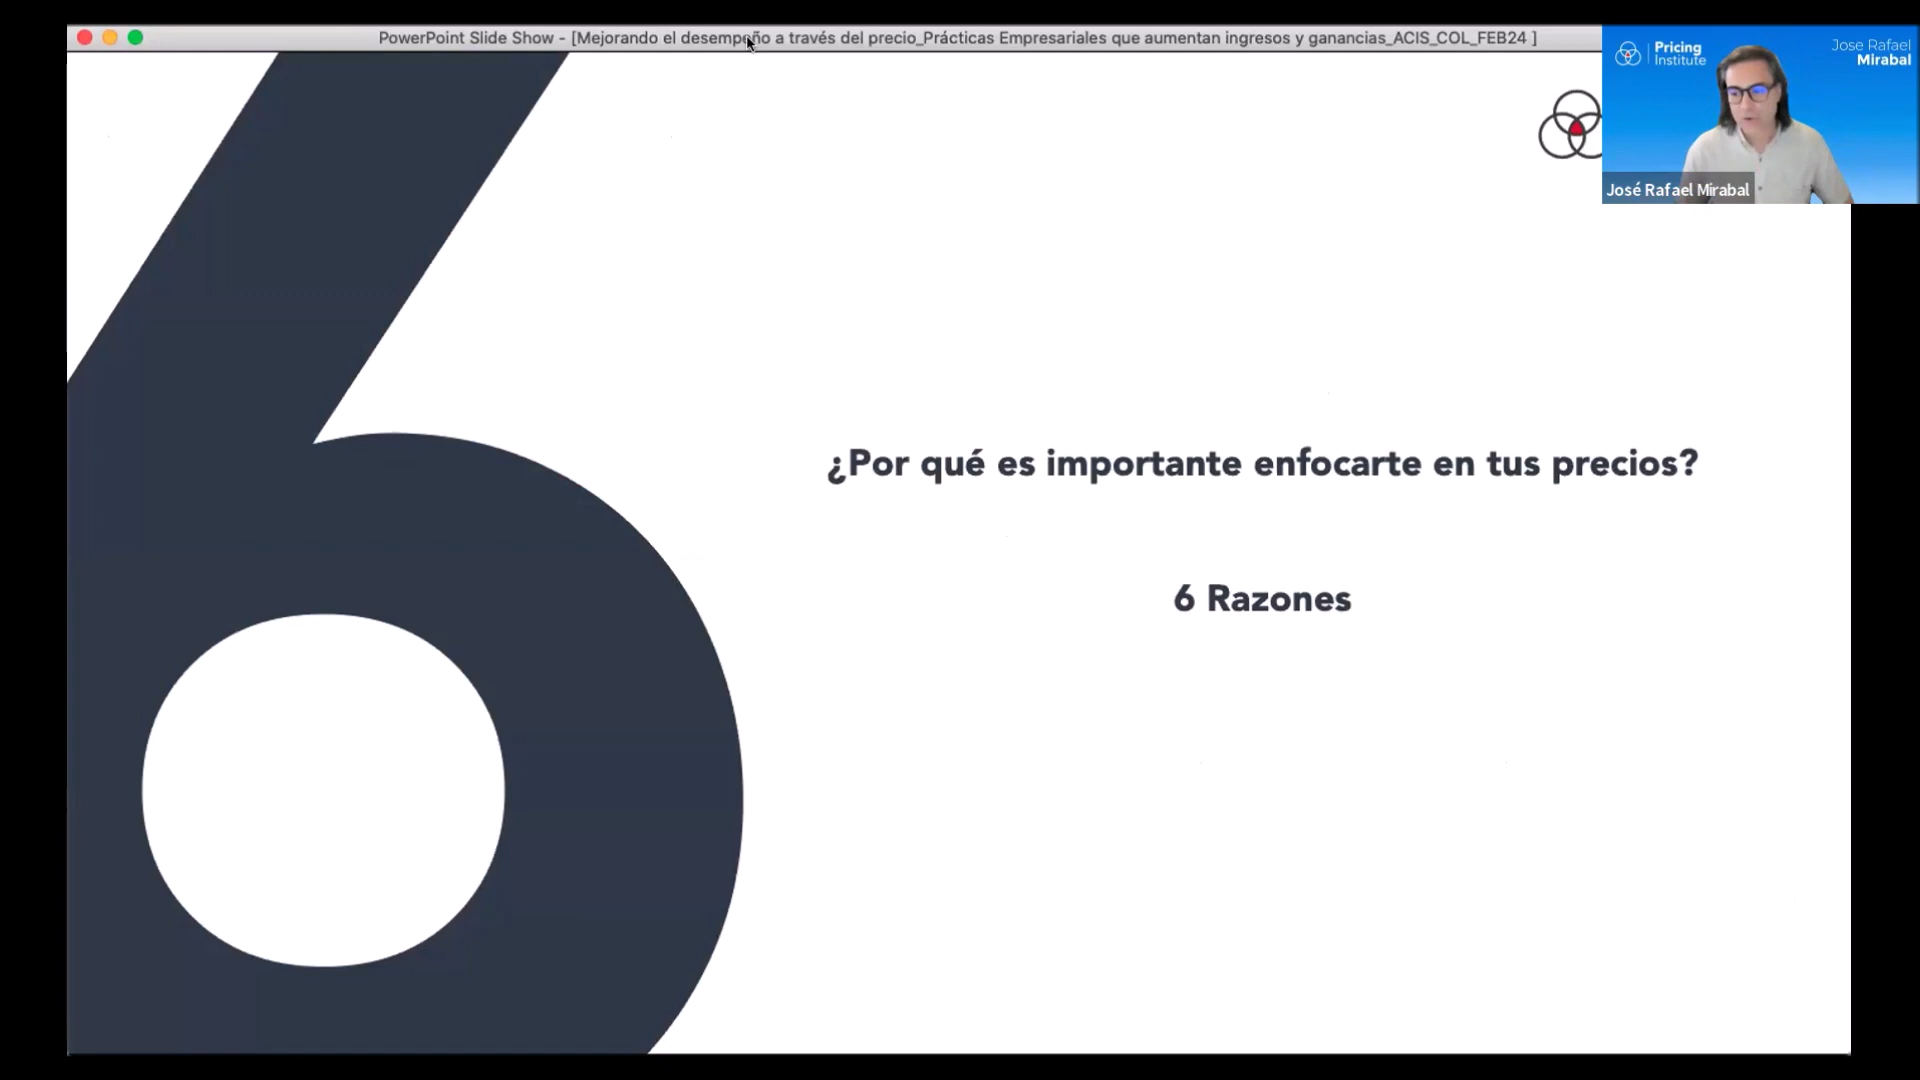 PowerPoint Slide Show - [Mejorando el desempeño a través del precio_Prácticas Empresariales que aumentan ingresos y ganancias_ACIS_COL_FEB24 ]
Pricing
Institute
Jose Rafael
Mirabal
José Rafael Mirabal
6
¿Por qué es importante enfocarte en tus precios?
6 Razones